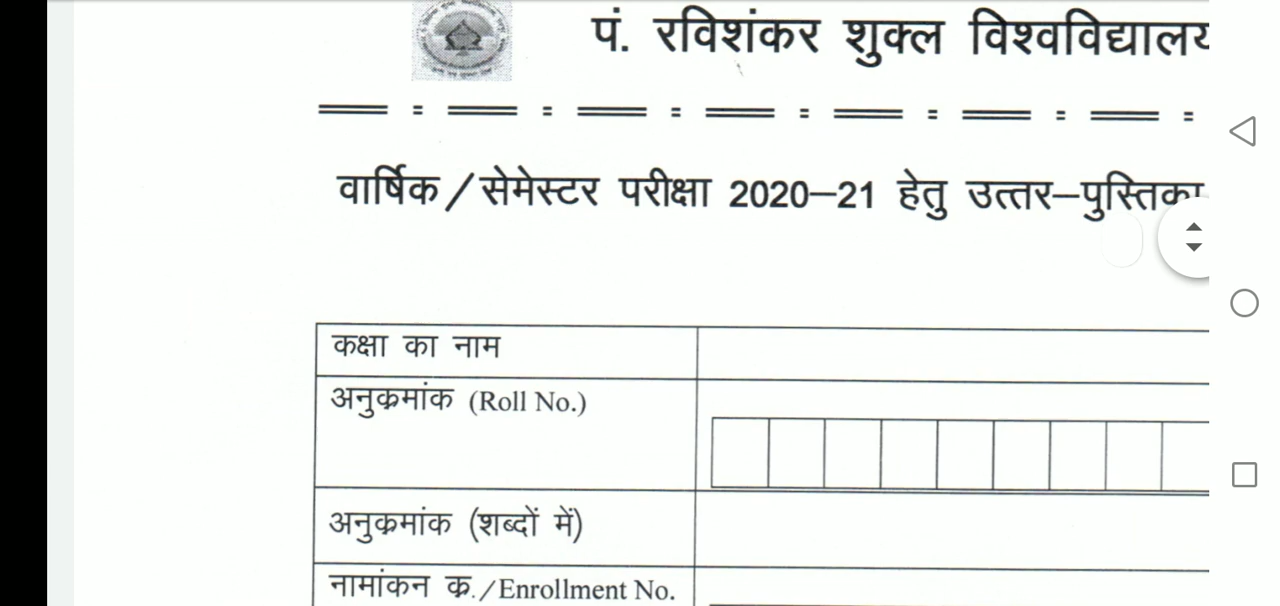 पं. रविशंकर शुक्ल विश्वविद्यालय
वार्षिक/सेमेस्टर परीक्षा 2020–21 हेतु उत्तर–पुस्तिका
कक्षा का नाम
अनुक्रमांक (Roll No.)
अनुक्रमांक (शब्दों में)
नामांकन क्र./Enrollment No.